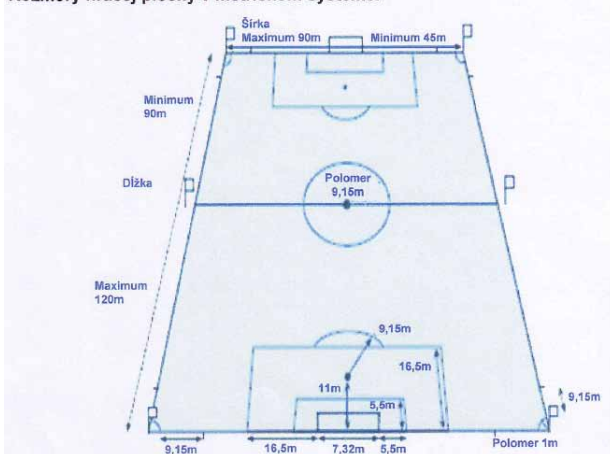 Šírka
Maximum 90m Minimum 45m
Minimum
90m
Dĺžka
Polomer
9,15m
Maximum
120m
9,15m
16,5m
11m
5,5m
9,15m
Polomer 1m
9,15m 16,5m 7,32m 5,5m